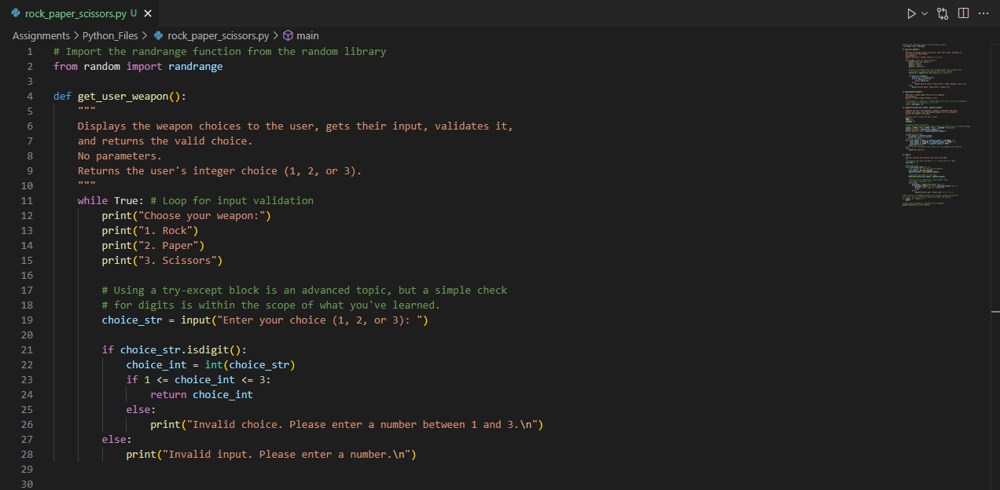 rock_paper_scissors.py U
Assignments > Python_Files > rock_paper_scissors.py > main
1 # Import the randrange function from the random library
2 from random import randrange
3
4 def get_user_weapon():
5 """
6 Displays the weapon choices to the user, gets their input, validates it,
7 and returns the valid choice.
8 No parameters.
9 Returns the user's integer choice (1, 2, or 3).
10 """
11 while True: # Loop for input validation
12 print("Choose your weapon:")
13 print("1. Rock")
14 print("2. Paper")
15 print("3. Scissors")
16
17 # Using a try-except block is an advanced topic, but a simple check
18 # for digits is within the scope of what you've learned.
19 choice_str = input("Enter your choice (1, 2, or 3): ")
20
21 if choice_str.isdigit():
22 choice_int = int(choice_str)
23 if 1 <= choice_int <= 3:
24 return choice_int
25 else:
26 print("Invalid choice. Please enter a number between 1 and 3.\n")
27 else:
28 print("Invalid input. Please enter a number.\n")
29
30